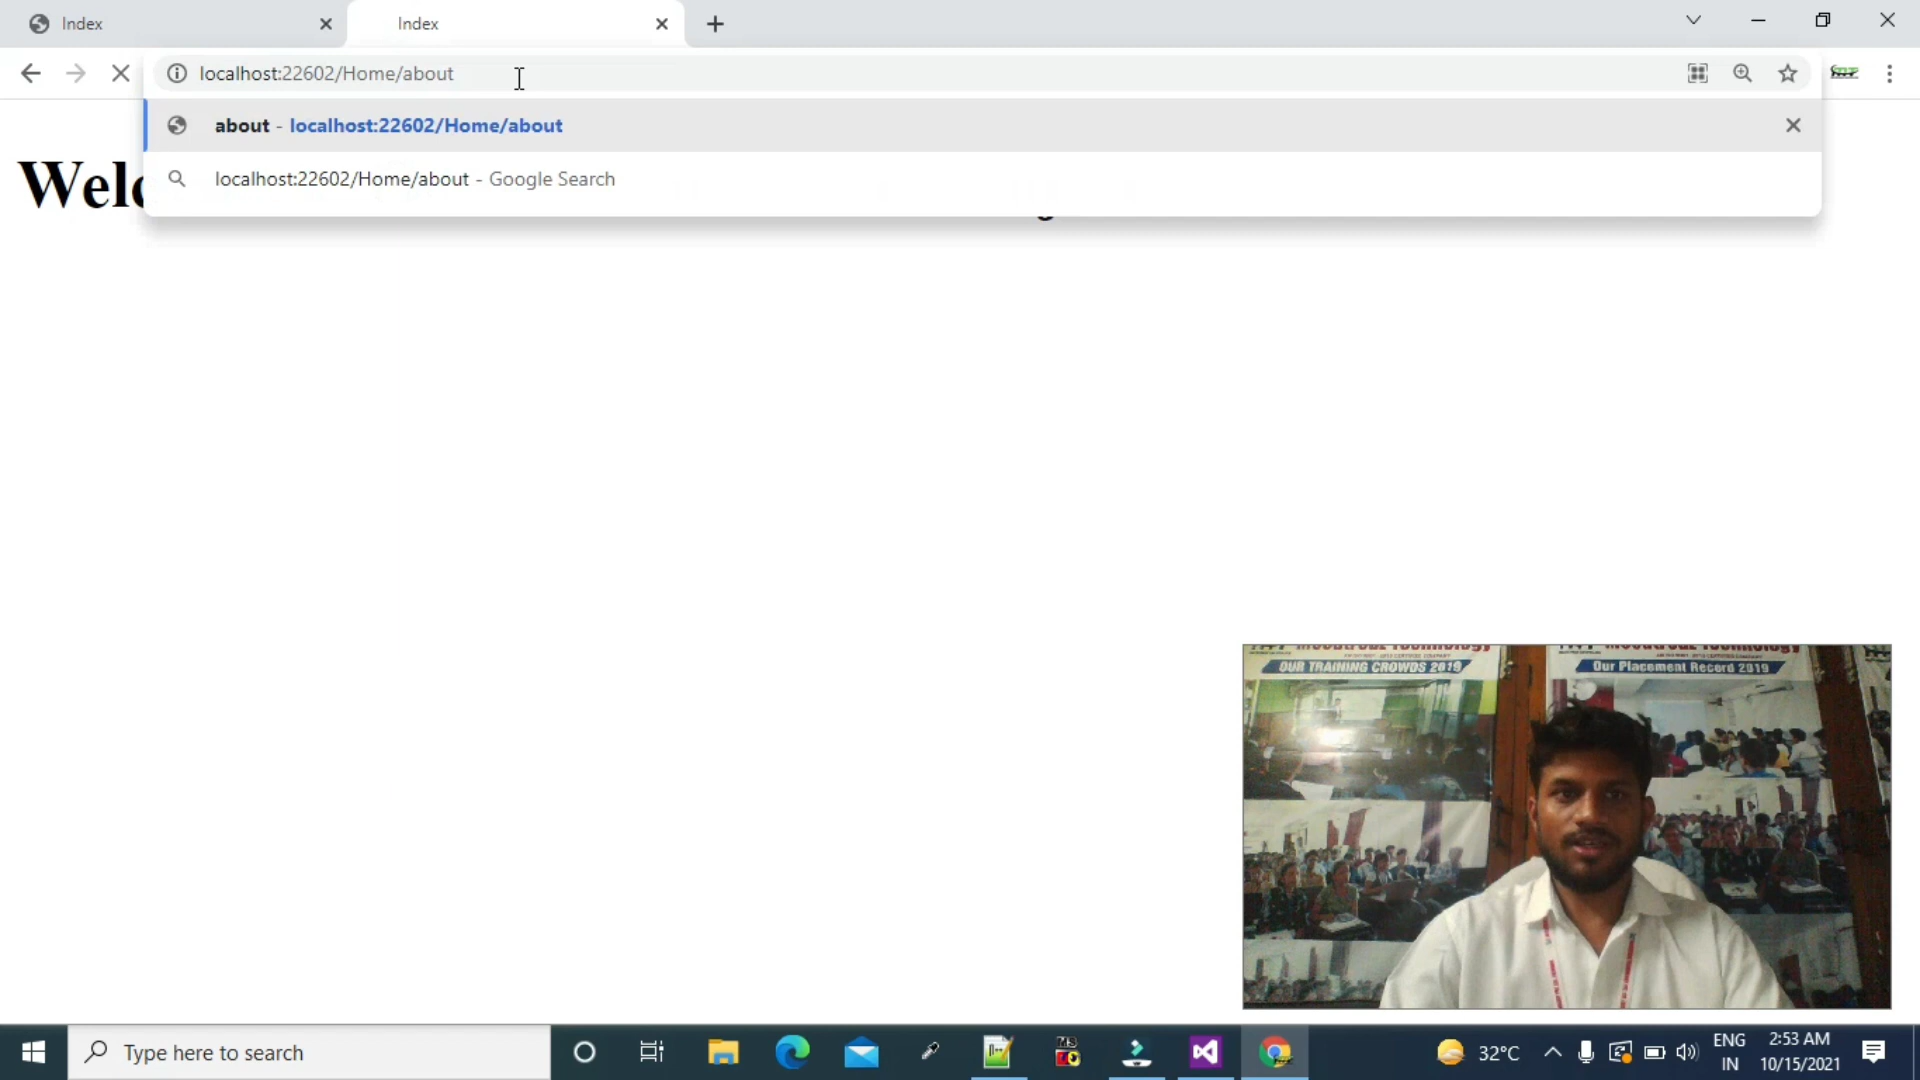 Index
Index
localhost:22602/Home/about
about - localhost:22602/Home/about
localhost:22602/Home/about - Google Search
OUR TRAINING CROWDS 2019
Our Placement Record 2019
Type here to search
32°C
ENG
IN
2:53 AM
10/15/2021